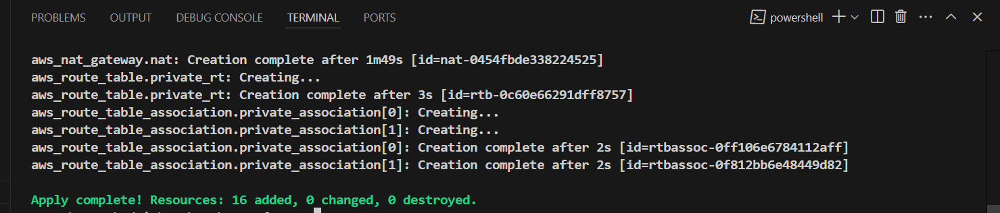 PROBLEMS OUTPUT DEBUG CONSOLE TERMINAL PORTS powershell
aws_nat_gateway.nat: Creation complete after 1m49s [id=nat-0454fbde338224525]
aws_route_table.private_rt: Creating...
aws_route_table.private_rt: Creation complete after 3s [id=rtb-0c60e66291dff8757]
aws_route_table_association.private_association[0]: Creating...
aws_route_table_association.private_association[1]: Creating...
aws_route_table_association.private_association[0]: Creation complete after 2s [id=rtbassoc-0ff106e6784112aff]
aws_route_table_association.private_association[1]: Creation complete after 2s [id=rtbassoc-0f812bb6e48449d82]
Apply complete! Resources: 16 added, 0 changed, 0 destroyed.